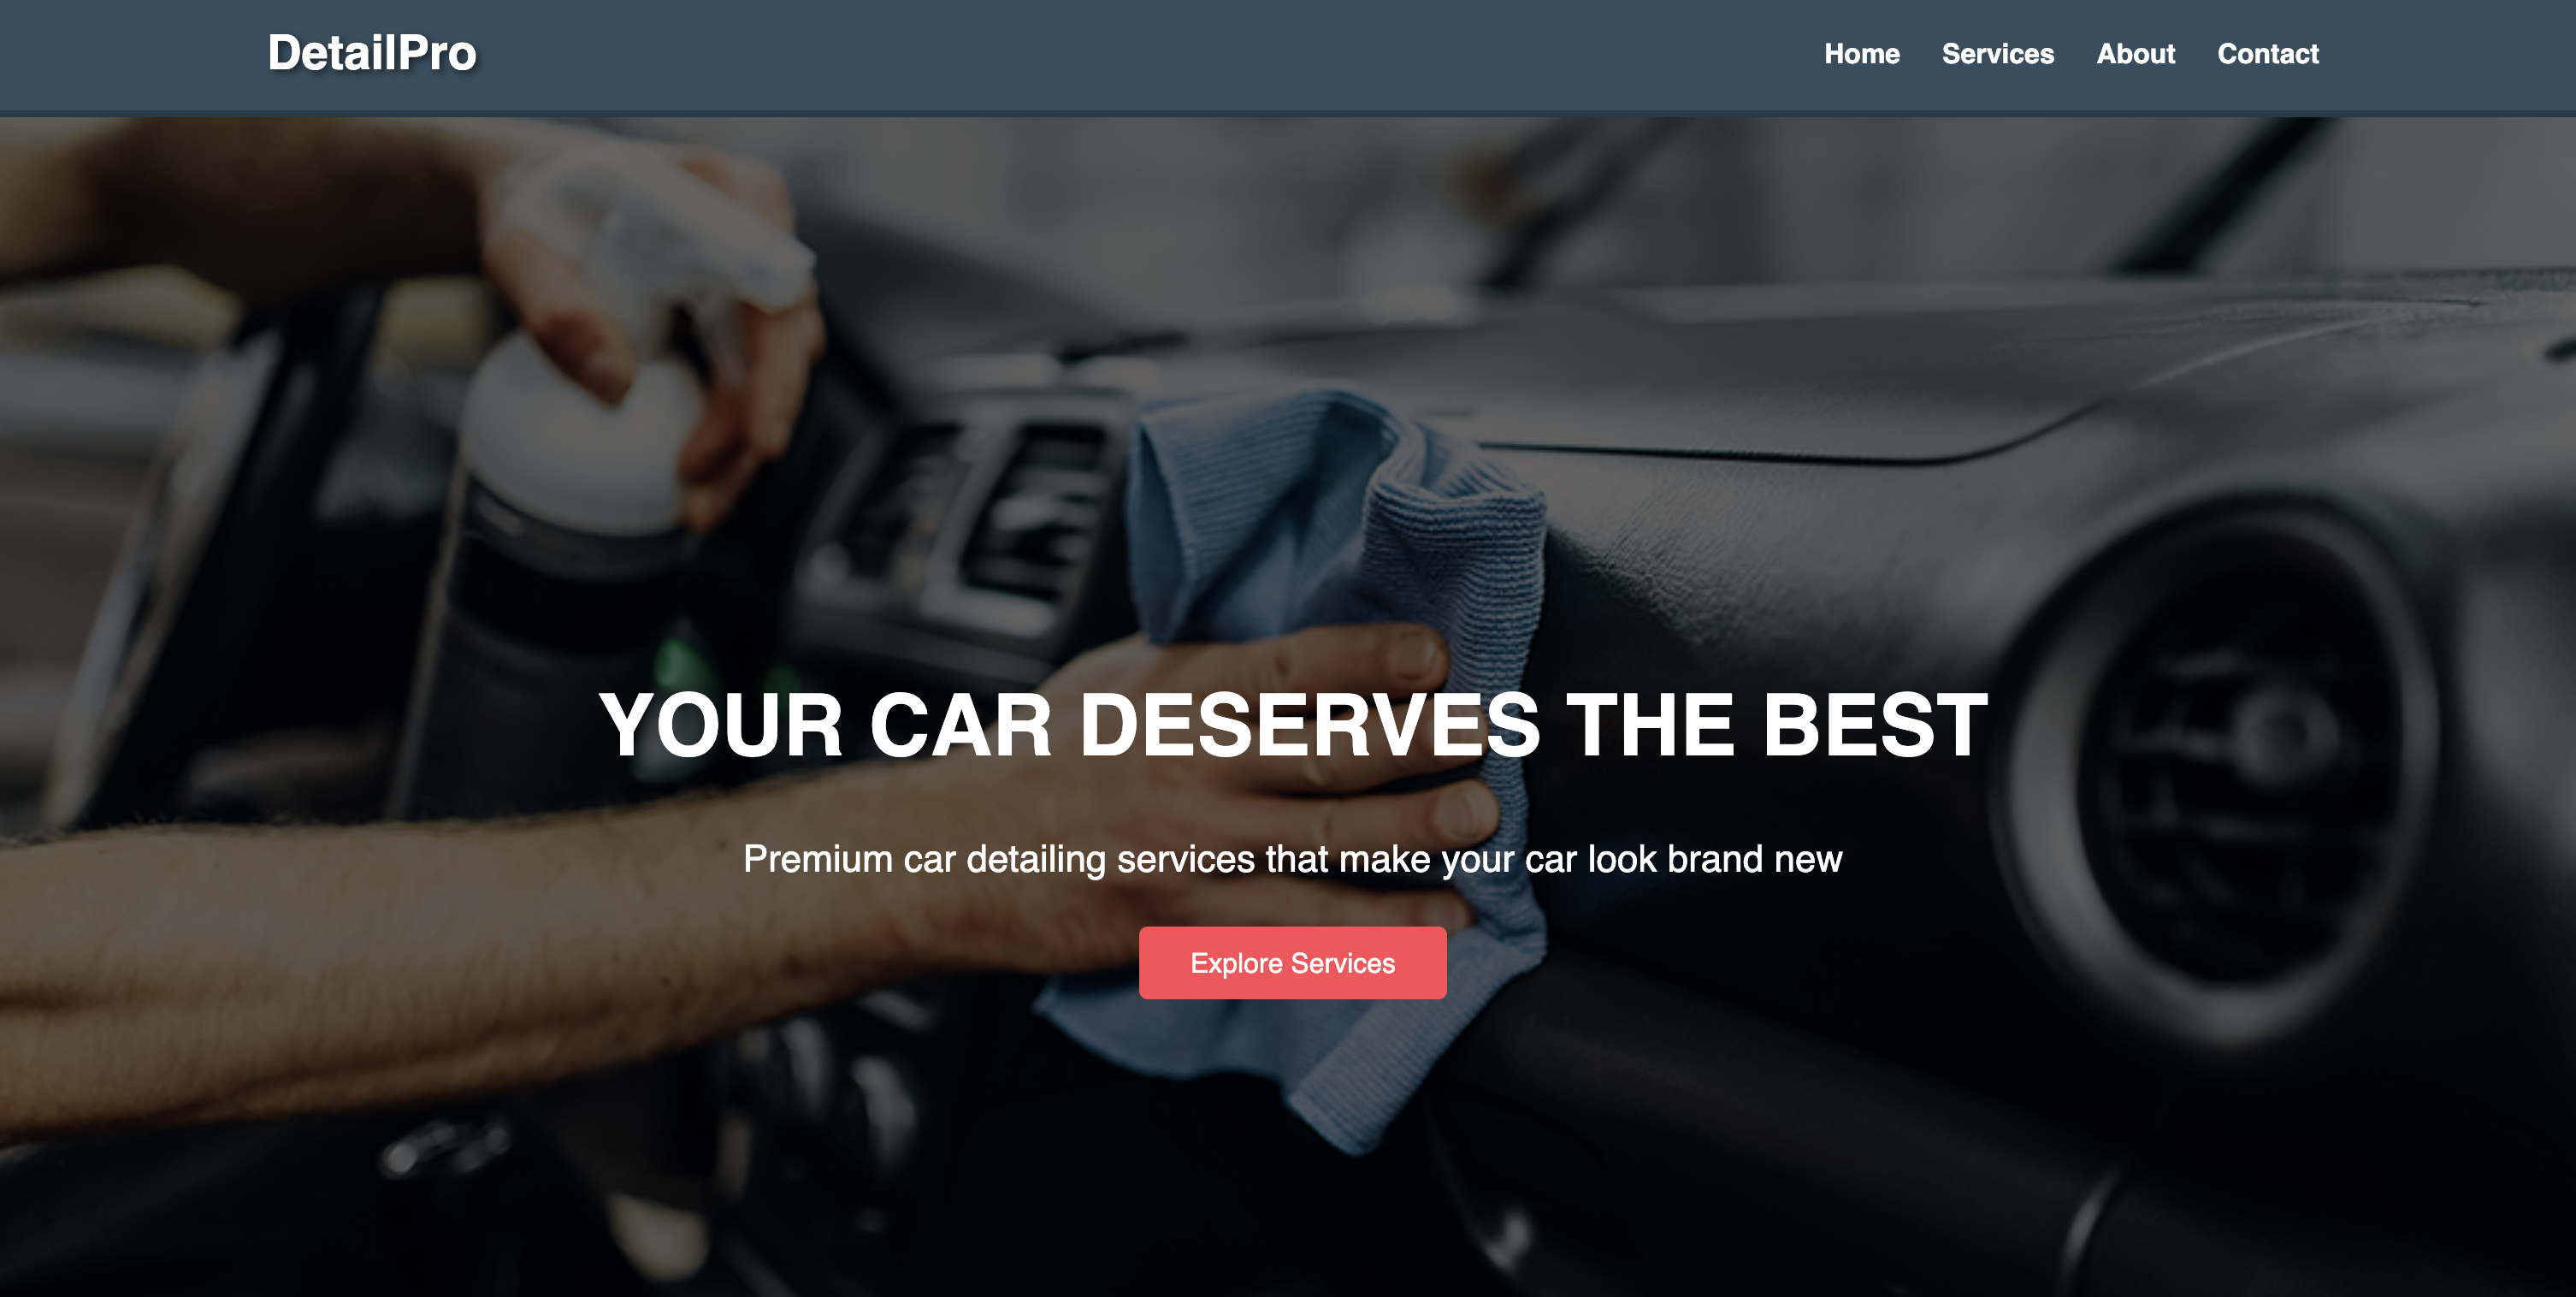 DetailPro
Home Services About Contact
YOUR CAR DESERVES THE BEST
Premium car detailing services that make your car look brand new
Explore Services